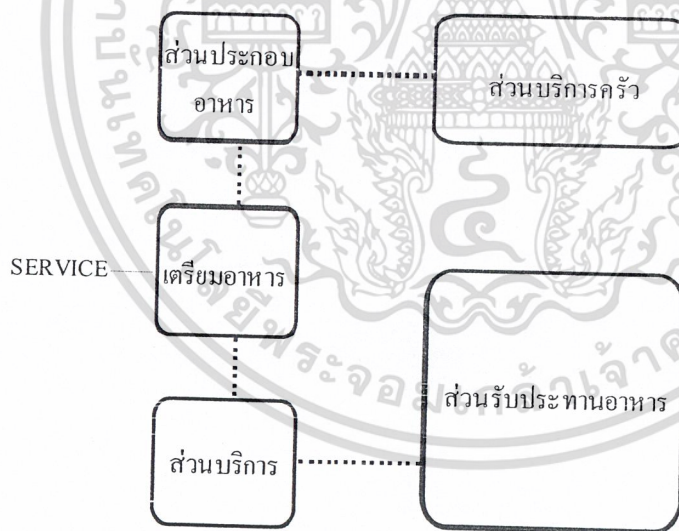 ส่วนประกอบ
อาหาร
ส่วนบริการครัว
SERVICE
เตรียมอาหาร
ส่วนรับประทานอาหาร
ส่วนบริการ